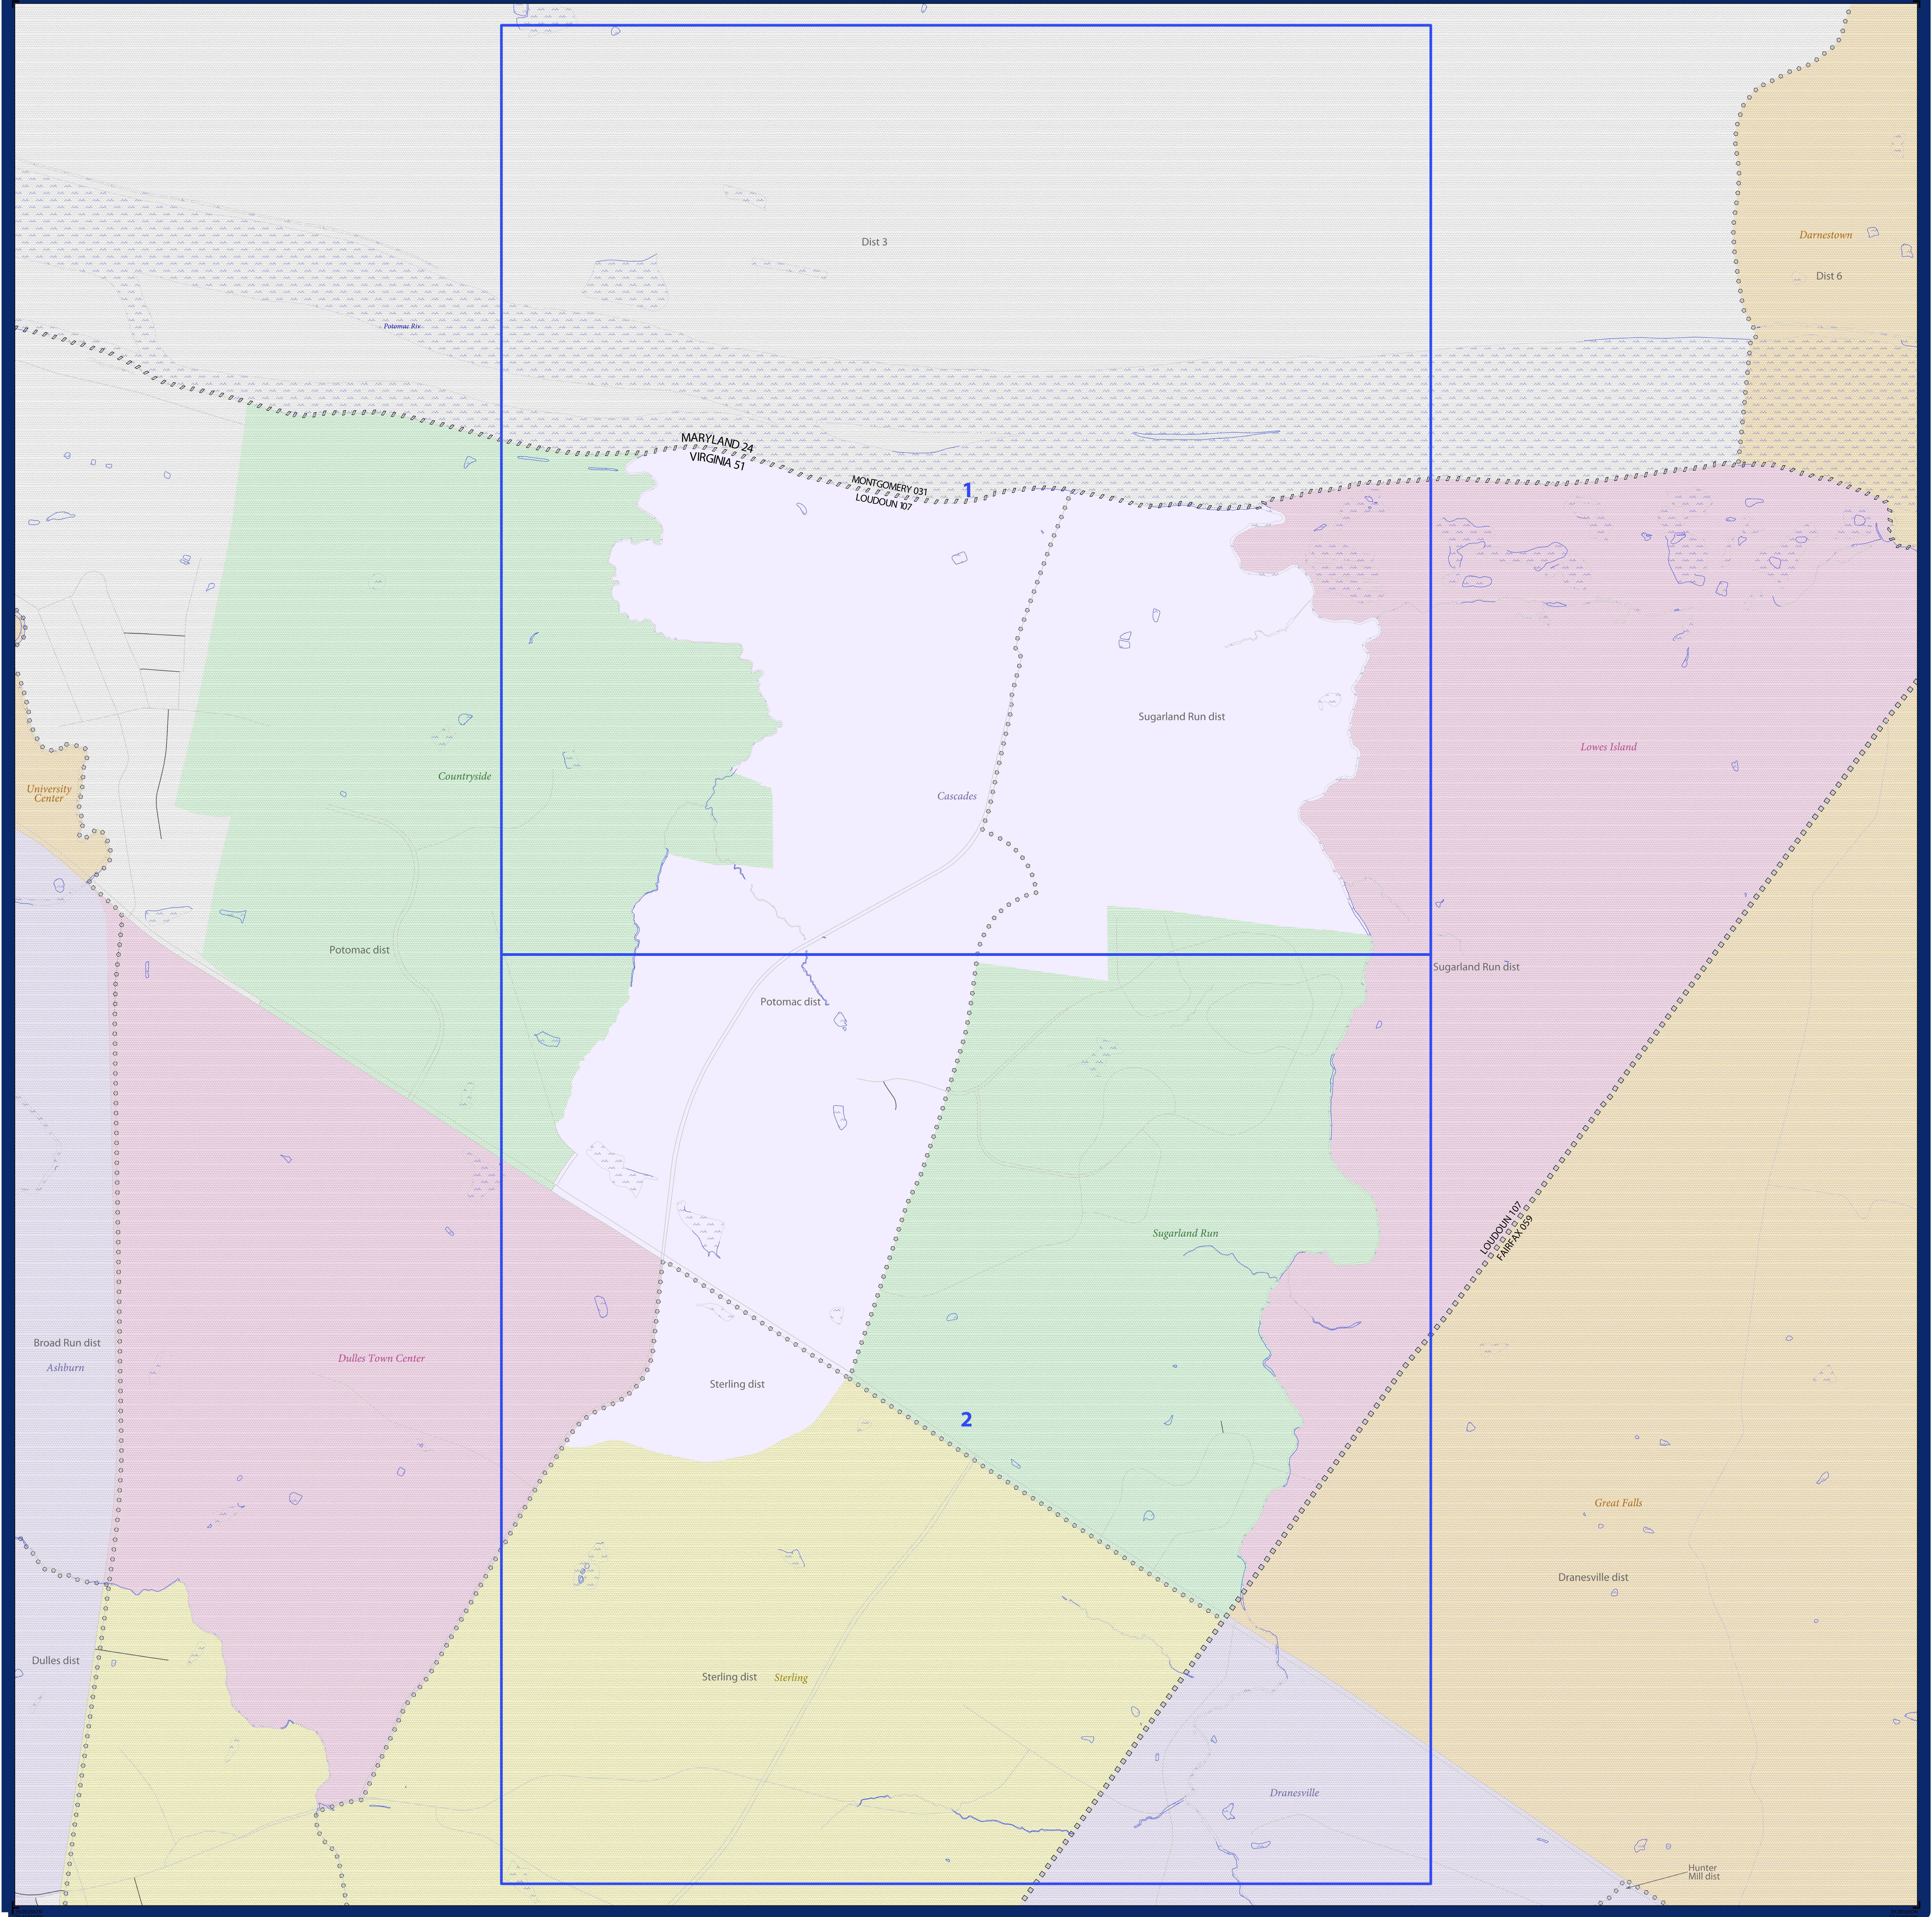 Dist 3
Darnestown
Dist 6
Potomac Riv
MARYLAND 24
VIRGINIA 51
MONTGOMERY 031
LOUDOUN 107
1
Sugarland Run dist
Lowes Island
Countryside
University
Center
Cascades
Potomac dist
Sugarland Run dist
Potomac dist
Sugarland Run
LOUDOUN 107
FAIRFAX 059
Broad Run dist
Ashburn
Dulles Town Center
Sterling dist
2
Great Falls
Dranesville dist
Dulles dist
Sterling dist
Sterling
Dranesville
Hunter
Mill dist